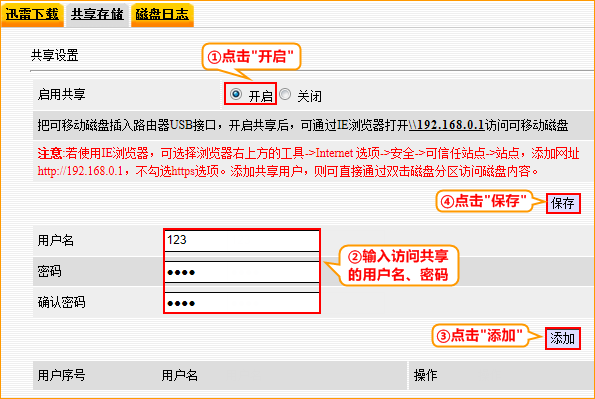 迅雷下载 共享存储 磁盘日志
共享设置
①点击"开启"
启用共享 开启 关闭
把可移动磁盘插入路由器USB接口，开启共享后，可通过IE浏览器打开\\192.168.0.1访问可移动磁盘
注意:若使用IE浏览器，可选择浏览器右上方的工具->Internet 选项->安全->可信任站点->站点，添加网址
http://192.168.0.1，不勾选https选项。添加共享用户，则可直接通过双击磁盘分区访问磁盘内容。
④点击"保存" 保存
用户名 123
②输入访问共享
的用户名、密码
密码 ●●●●
确认密码 ●●●●
③点击"添加" 添加
用户序号 用户名 操作